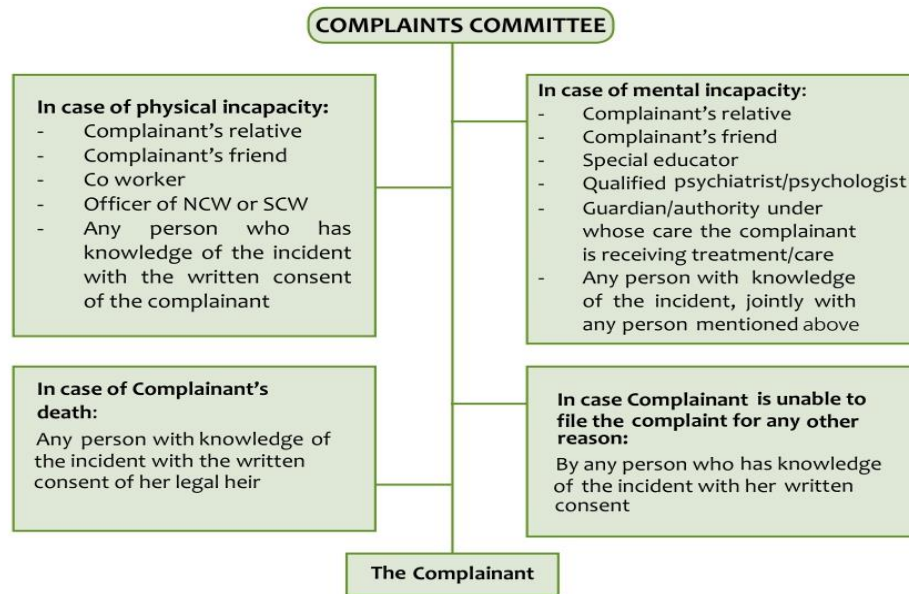 COMPLAINTS COMMITTEE
In case of physical incapacity:
- Complainant's relative
- Complainant's friend
- Co worker
- Officer of NCW or SCW
- Any person who has
knowledge of the incident
with the written consent
of the complainant
In case of mental incapacity:
- Complainant's relative
- Complainant's friend
- Special educator
- Qualified psychiatrist/psychologist
- Guardian/authority under
whose care the complainant
is receiving treatment/care
- Any person with knowledge
of the incident, jointly with
any person mentioned above
In case of Complainant's
death:
Any person with knowledge of
the incident with the written
consent of her legal heir
In case Complainant is unable to
file the complaint for any other
reason:
By any person who has knowledge
of the incident with her written
consent
The Complainant